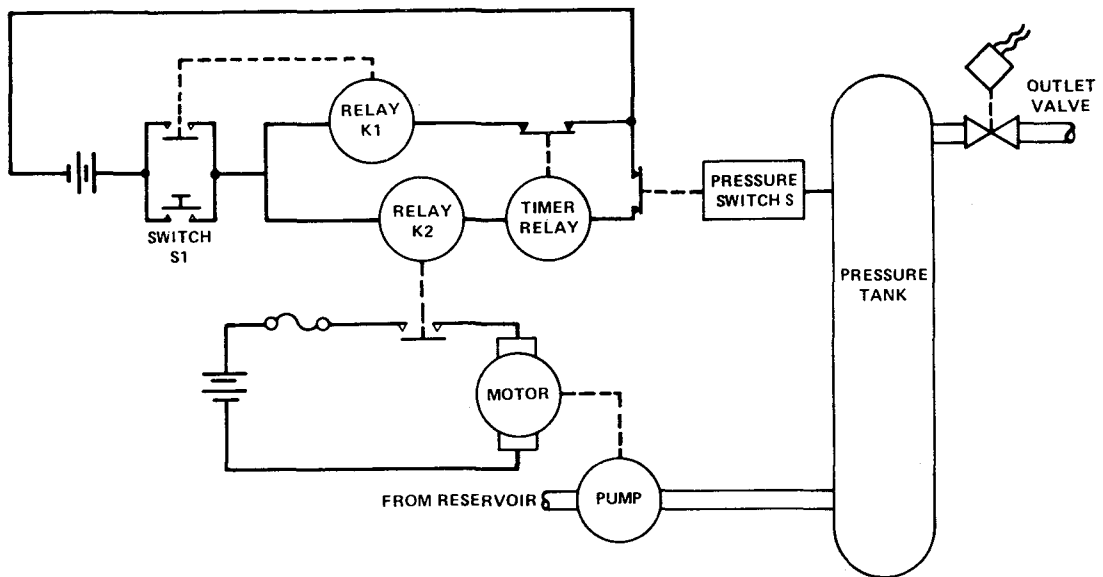 OUTLET
VALVE
RELAY
K1
PRESSURE
SWITCH S
RELAY
K2
TIMER
RELAY
SWITCH
S1
PRESSURE
TANK
MOTOR
FROM RESERVOIR
PUMP